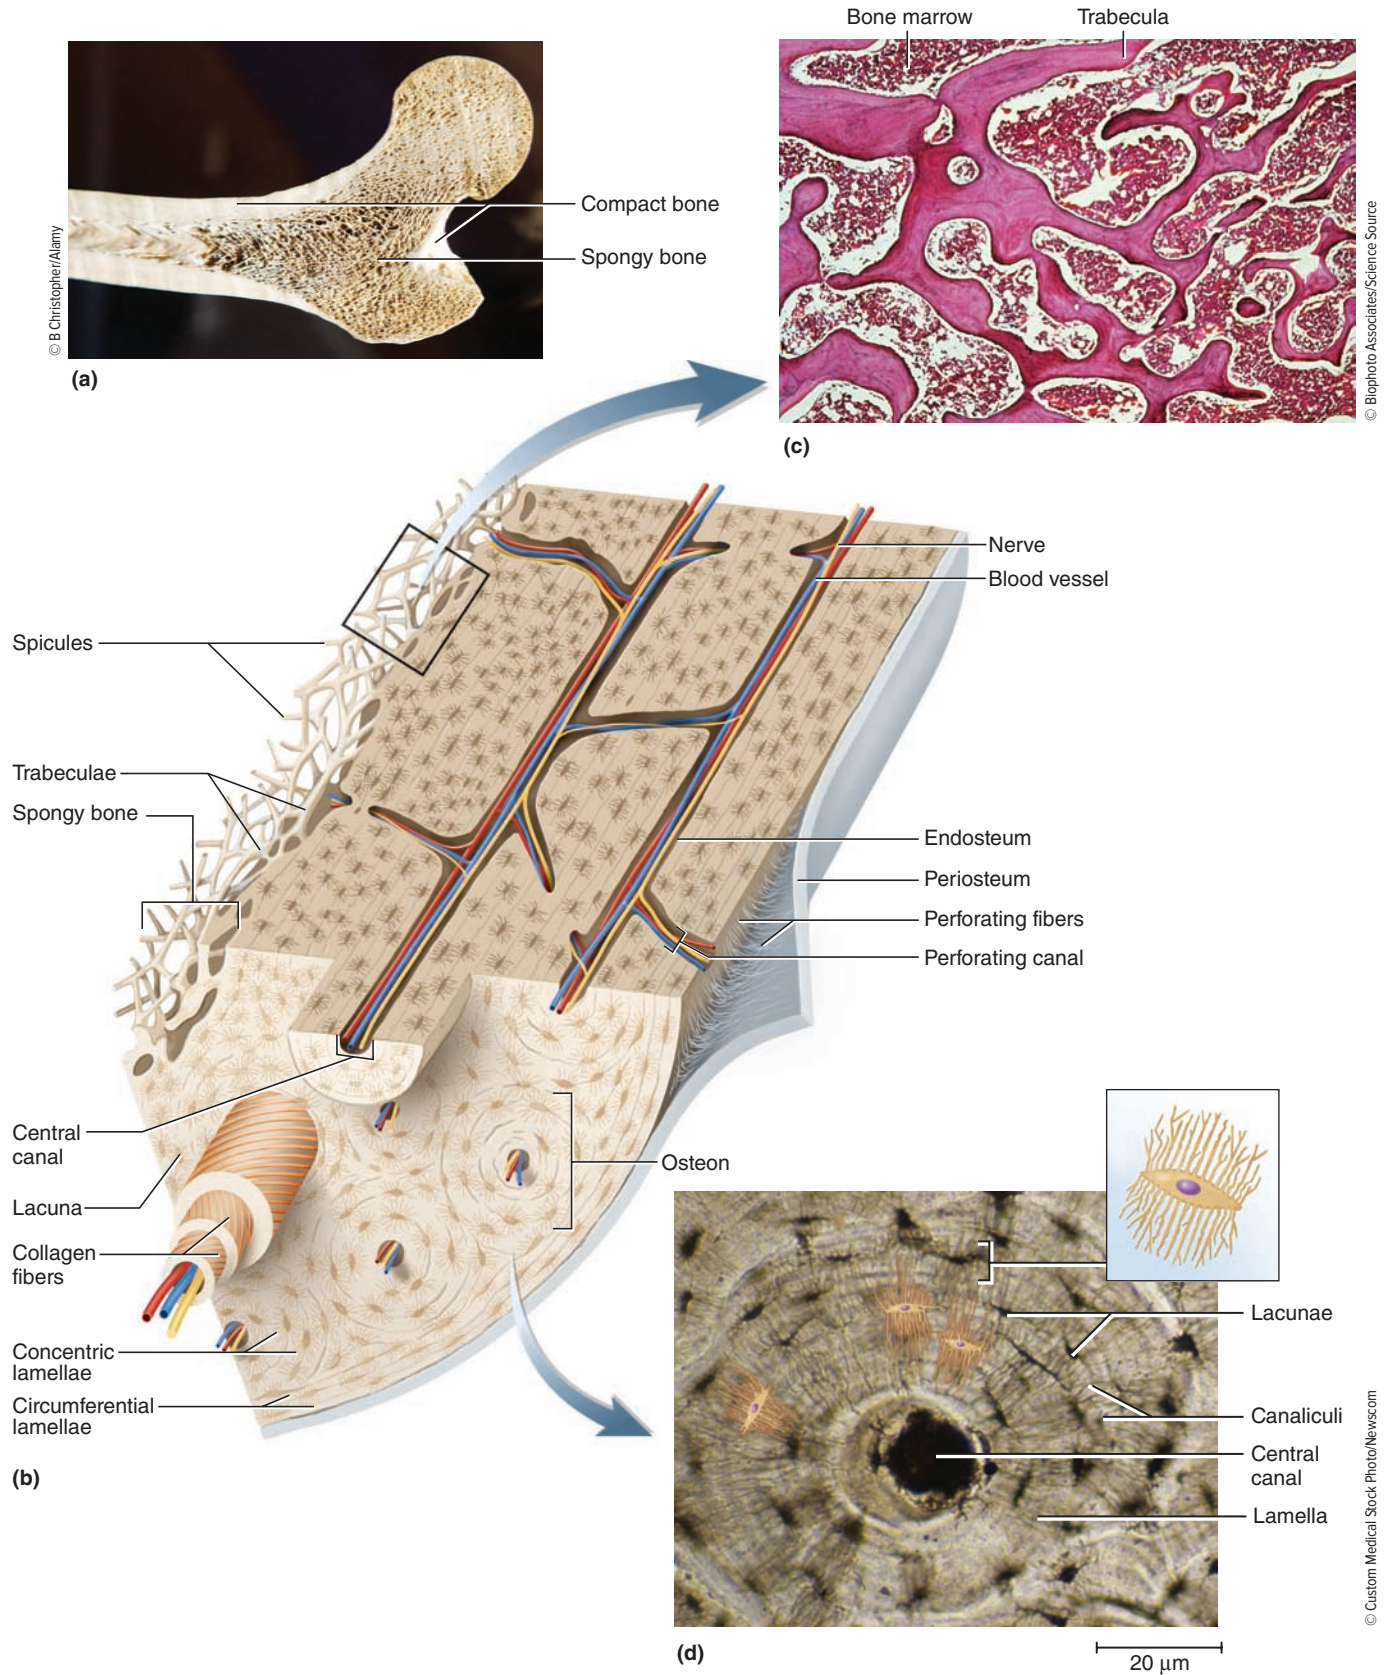 Bone marrow
Trabecula
Compact bone
Spongy bone
© B Christopher/Alamy
(a)
© Biophoto Associates/Science Source
(c)
Nerve
Blood vessel
Spicules
Trabeculae
Spongy bone
Endosteum
Periosteum
Perforating fibers
Perforating canal
Central
canal
Osteon
Lacuna
Collagen
fibers
Concentric
lamellae
Circumferential
lamellae
(b)
Lacunae
Canaliculi
Central
canal
Lamella
© Custom Medical Stock Photo/Newscom
(d)
20 μm